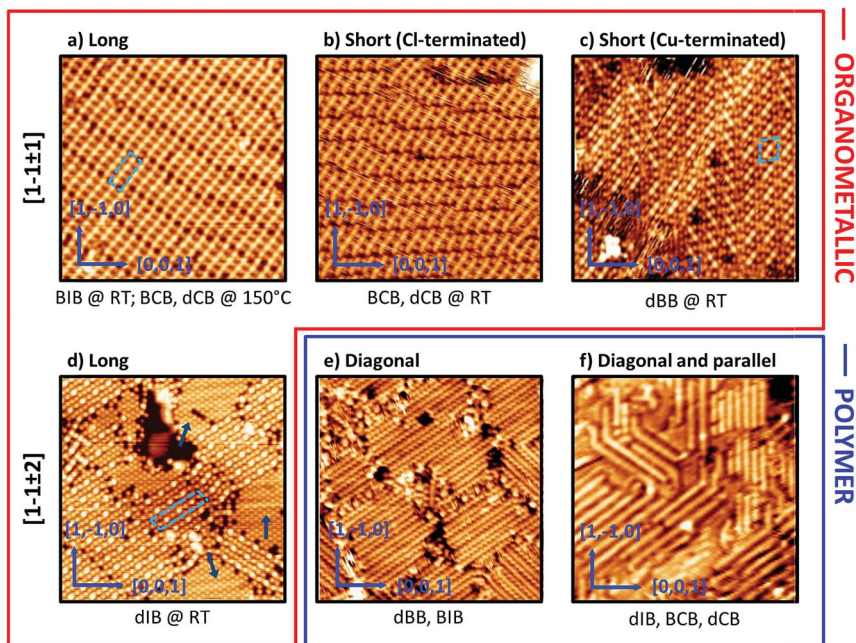 a) Long
b) Short (Cl-terminated)
c) Short (Cu-terminated)
[1-1±1]
[1,-1,0]
[0,0,1]
[1,-1,0]
[0,0,1]
[1,-1,0]
[0,0,1]
BIB @ RT; BCB, dCB @ 150°C
BCB, dCB @ RT
dBB @ RT
ORGANOMETALLIC
d) Long
e) Diagonal
f) Diagonal and parallel
[1-1±2]
[1,-1,0]
[0,0,1]
[1,-1,0]
[0,0,1]
[1,-1,0]
[0,0,1]
dIB @ RT
dBB, BIB
dIB, BCB, dCB
POLYMER